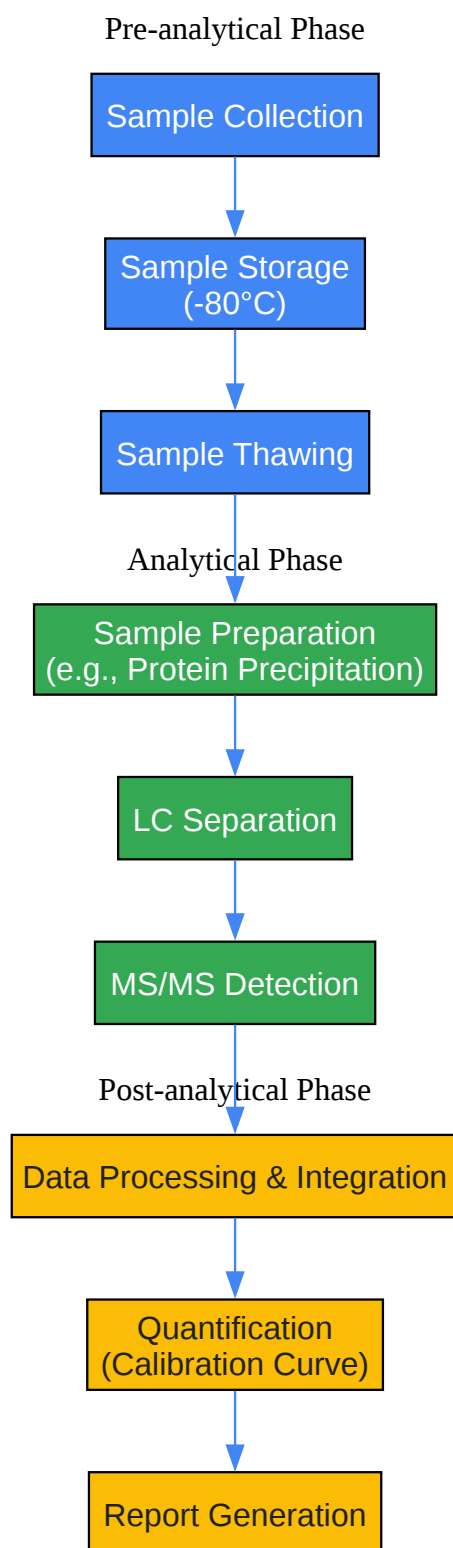 Pre-analytical Phase
Sample Collection
Sample Storage
(-80°C)
Sample Thawing
Analytical Phase
Sample Preparation
(e.g., Protein Precipitation)
LC Separation
MS/MS Detection
Post-analytical Phase
Data Processing & Integration
Quantification
(Calibration Curve)
Report Generation